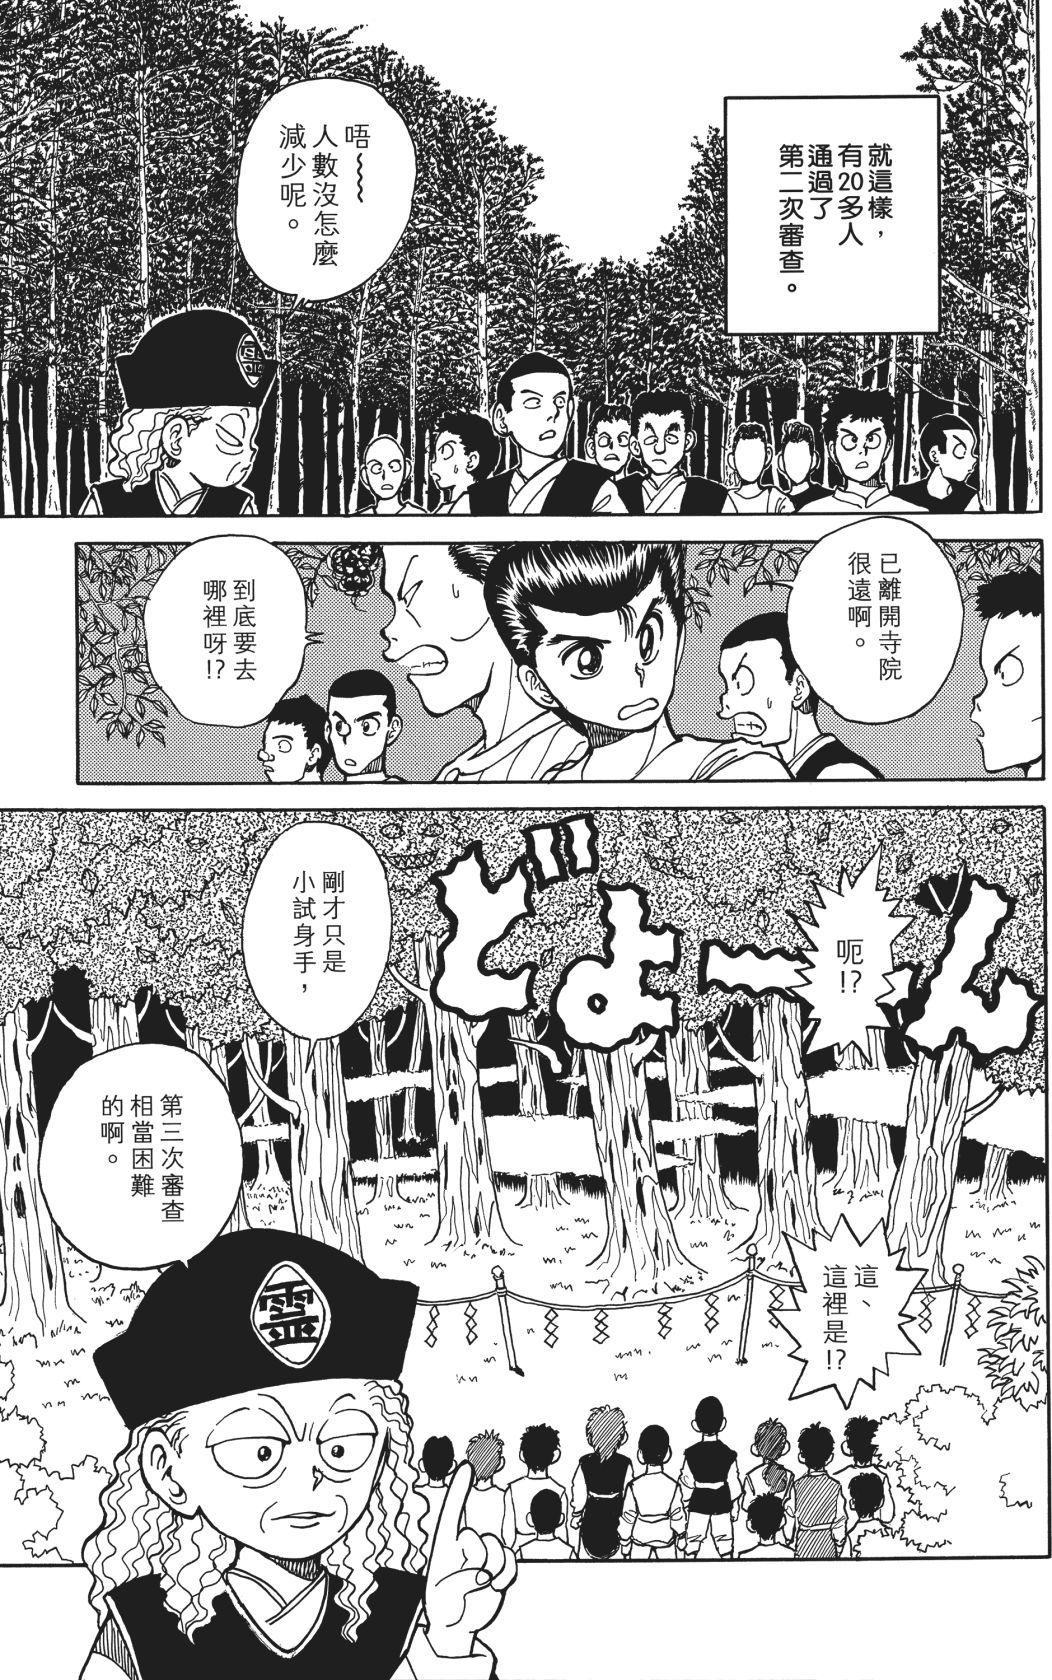 就這樣，
有20多人
通過了
第二次審查。
唔～～
人數沒怎麼
減少呢。
靈
已離開寺院
很遠啊。
到底要去
哪裡呀!?
呃!?
どよーん
這、
這裡是!?
剛才只是
小試身手，
第三次審查
相當困難
的啊。
靈